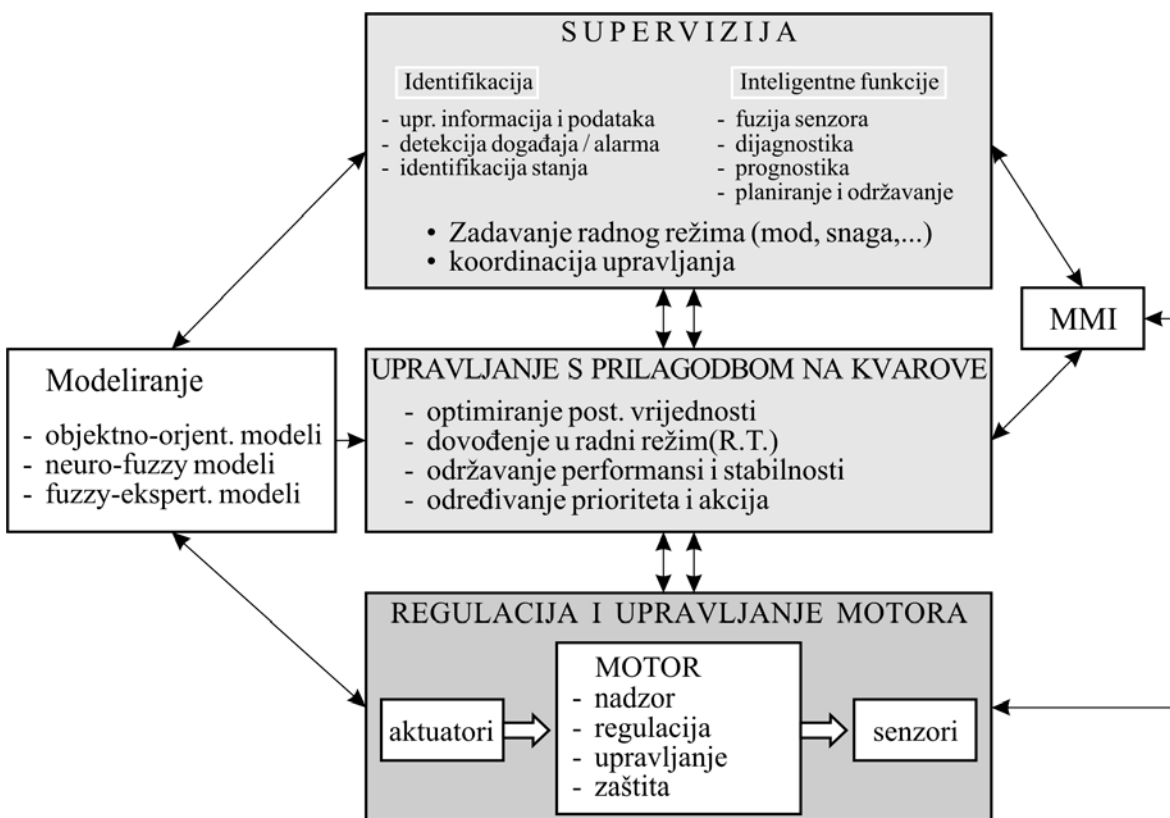 SUPERVIZIJA
Identifikacija
- upr. informacija i podataka
- detekcija događaja / alarma
- identifikacija stanja
Inteligentne funkcije
- fuzija senzora
- dijagnostika
- prognostika
- planiranje i održavanje
• Zadavanje radnog režima (mod, snaga,...)
• koordinacija upravljanja
MMI
Modeliranje
- objektno-orjent. modeli
- neuro-fuzzy modeli
- fuzzy-ekspert. modeli
UPRAVLJANJE S PRILAGODBOM NA KVAROVE
- optimiranje post. vrijednosti
- dovođenje u radni režim(R.T.)
- održavanje performansi i stabilnosti
- određivanje prioriteta i akcija
REGULACIJA I UPRAVLJANJE MOTORA
aktuatori
MOTOR
- nadzor
- regulacija
- upravljanje
- zaštita
senzori